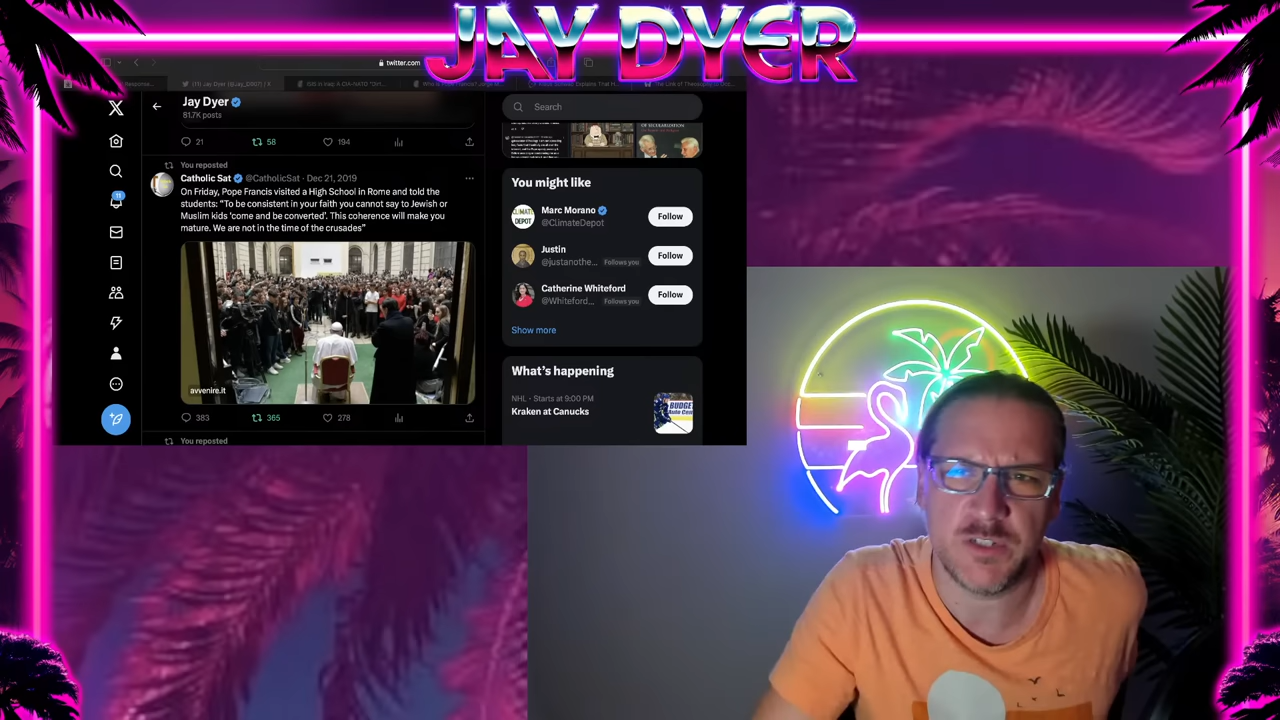 JAY DYER
twitter.com
Jay Dyer
81.7K posts
21
58
194
You reposted
Catholic Sat @CatholicSat · Dec 21, 2019
On Friday, Pope Francis visited a High School in Rome and told the
students: “To be consistent in your faith you cannot say to Jewish or
Muslim kids ‘come and be converted’. This coherence will make you
mature. We are not in the time of the crusades”
avvenire.it
383
365
278
You reposted
11
Search
You might like
Marc Morano
@ClimateDepot
Follow
Justin
@justanothe... Follows you
Follow
Catherine Whiteford
@Whiteford... Follows you
Follow
Show more
What’s happening
NHL · Starts at 9:00 PM
Kraken at Canucks